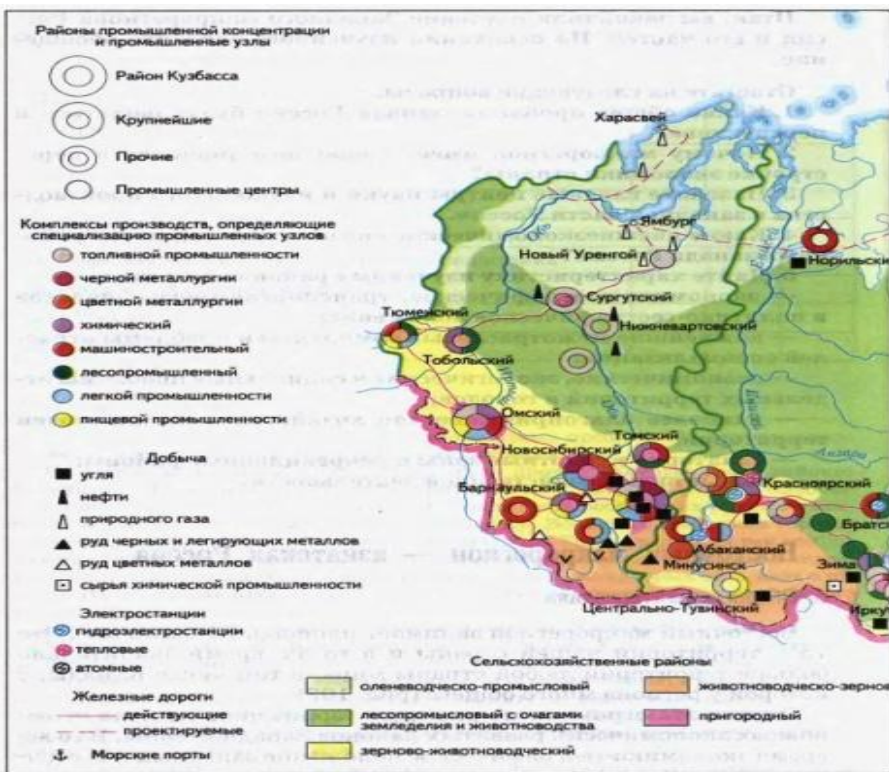 Районы промышленной концентрации
и промышленные узлы
Район Кузбасса
Крупнейшие
Прочие
Промышленные центры
Комплексы производств, определяющие
специализацию промышленных узлов
топливной промышленности
черной металлургии
цветной металлургии
химический
машиностроительный
лесопромышленный
легкой промышленности
пищевой промышленности
Добыча
угля
нефти
природного газа
руд черных и легирующих металлов
руд цветных металлов
сырья химической промышленности
Электростанции
гидроэлектростанции
тепловые
атомные
Железные дороги
действующие
проектируемые
Морские порты
Сельскохозяйственные районы
оленеводческо-промысловый
лесопромысловый с очагами
земледелия и животноводства
зерново-животноводческий
животноводческо-зерно
пригородный
Харасвей
Ямбург
Новый Уренгой
Норильски
Сургутский
Нижневартовский
Тюменский
Тобольский
Омский
Томский
Новосибирский
Барнаульский
Красноярский
Ангара
Братс
Абаканский
Минусинск
Зима
Центрально-Тувинский
Ирку